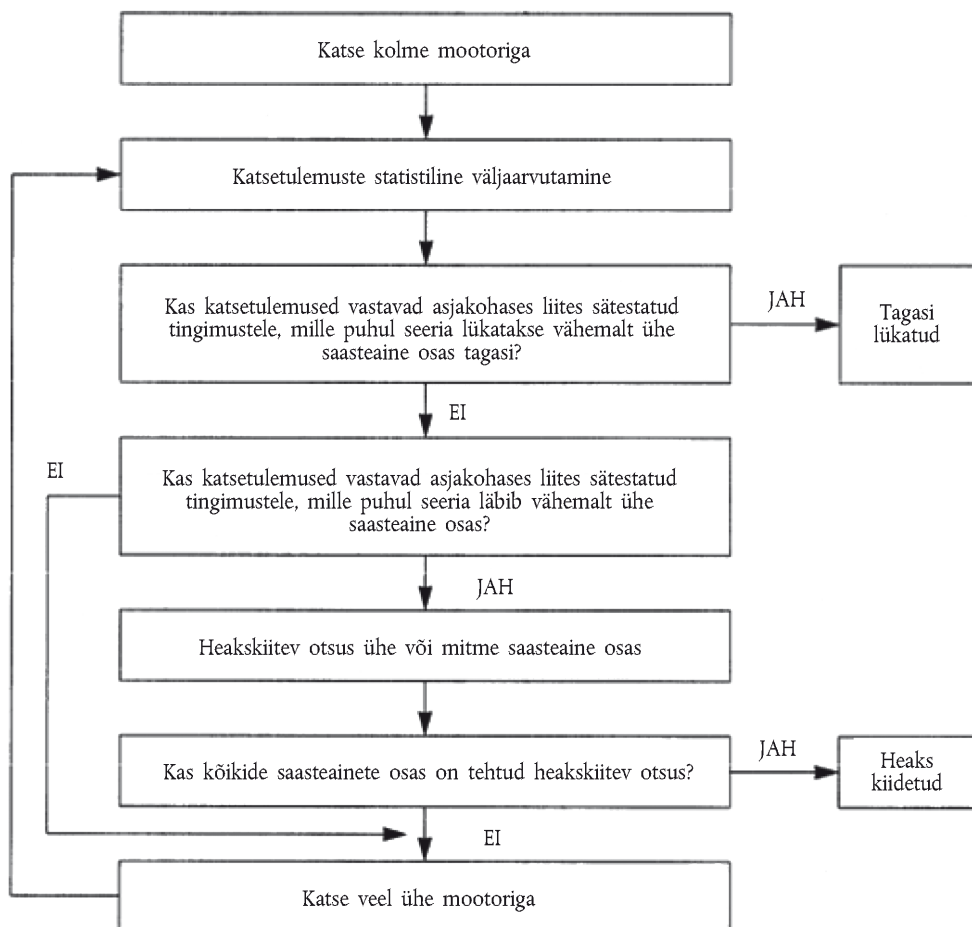 Katse kolme mootoriga
Katsetulemuste statistiline väljaarvutamine
Kas katsetulemused vastavad asjakohases liites sätestatud
tingimustele, mille puhul seeria lükatakse vähemalt ühe
saasteaine osas tagasi?
JAH
Tagasi
lükatud
EI
EI
Kas katsetulemused vastavad asjakohases liites sätestatud
tingimustele, mille puhul seeria läbib vähemalt ühe
saasteaine osas?
JAH
Heakskiitev otsus ühe või mitme saasteaine osas
Kas kõikide saasteainete osas on tehtud heakskiitev otsus?
JAH
Heaks
kiidetud
EI
Katse veel ühe mootoriga